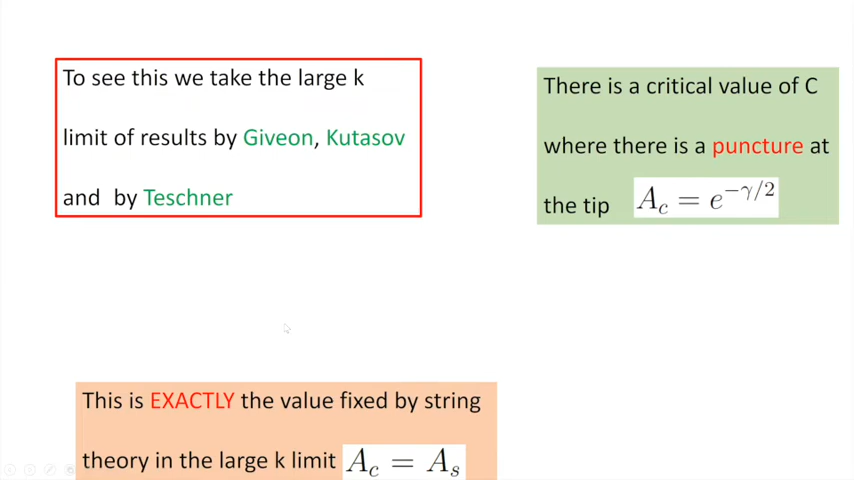 To see this we take the large k
limit of results by Giveon, Kutasov
and by Teschner
There is a critical value of C
where there is a puncture at
the tip A_c = e^{-γ/2}
This is EXACTLY the value fixed by string
theory in the large k limit A_c = A_s